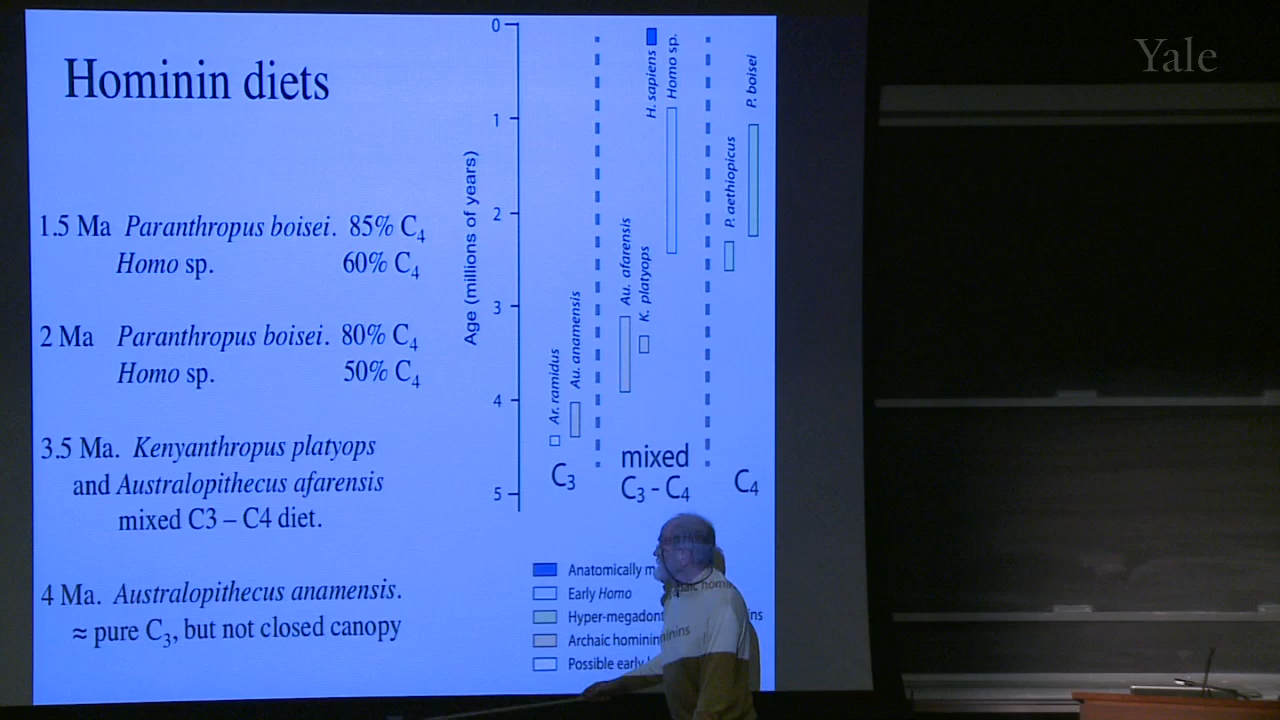 Yale
Hominin diets
1.5 Ma Paranthropus boisei. 85% C4
Homo sp. 60% C4
2 Ma Paranthropus boisei. 80% C4
Homo sp. 50% C4
3.5 Ma. Kenyanthropus platyops
and Australopithecus afarensis
mixed C3 – C4 diet.
4 Ma. Australopithecus anamensis.
≈ pure C3, but not closed canopy
Age (millions of years)
0
1
2
3
4
5
Ar. ramidus
Au. anamensis
Au. afarensis
K. platyops
H. sapiens
Homo sp.
P. aethiopicus
P. boisei
C3
mixed
C3 - C4
C4
Anatomically
Early Homo
Hyper-megadont
Archaic
Possible early